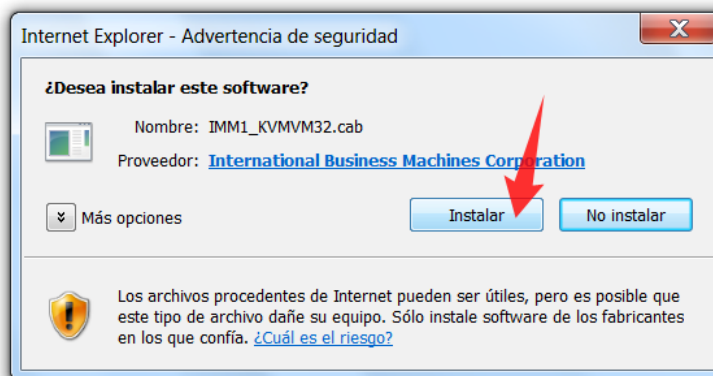 Internet Explorer - Advertencia de seguridad
¿Desea instalar este software?
Nombre: IMM1_KVMVM32.cab
Proveedor: International Business Machines Corporation
Más opciones
Instalar
No instalar
Los archivos procedentes de Internet pueden ser útiles, pero es posible que
este tipo de archivo dañe su equipo. Sólo instale software de los fabricantes
en los que confía. ¿Cuál es el riesgo?